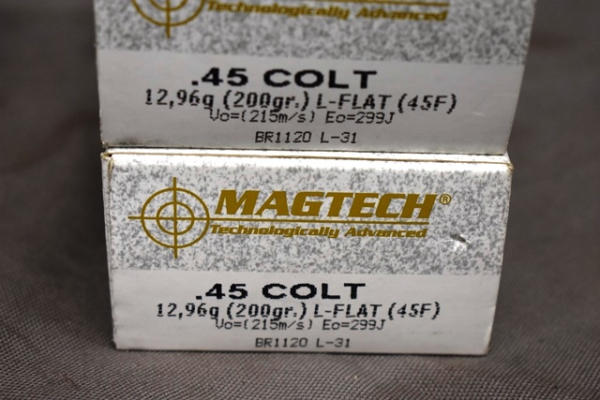 Technologically Advanced
.45 COLT
12,96g (200gr.) L-FLAT (45F)
Vo=(215m/s) Eo=299J
BR1120 L-31
MAGTECH®
Technologically Advanced
.45 COLT
12,96g (200gr.) L-FLAT (45F)
Vo=(215m/s) Eo=299J
BR1120 L-31